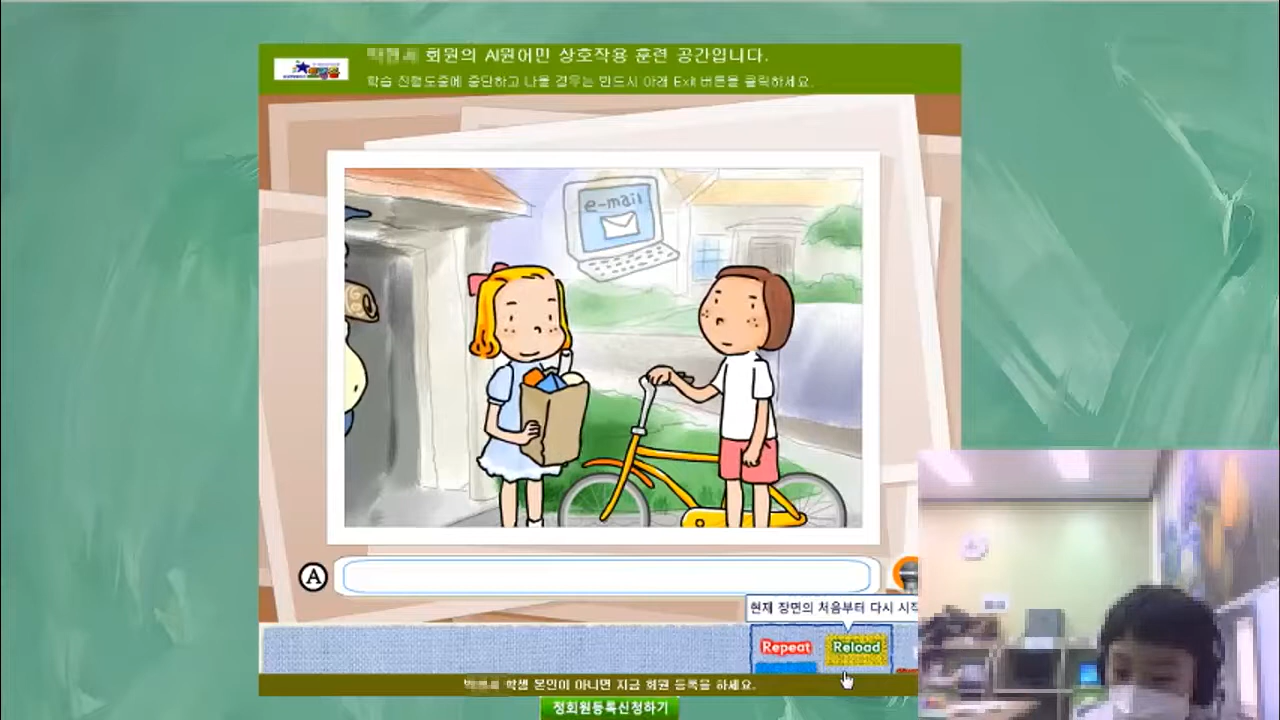 회원의 AI원어민 상호작용 훈련 공간입니다.
학습 진행도중에 중단하고 나올 경우는 반드시 아래 Exit 버튼을 클릭하세요.
e-mail
A
현재 장면의 처음부터 다시 시작
Repeat
Reload
학생 본인이 아니면 지금 회원 등록을 하세요.
정회원등록신청하기